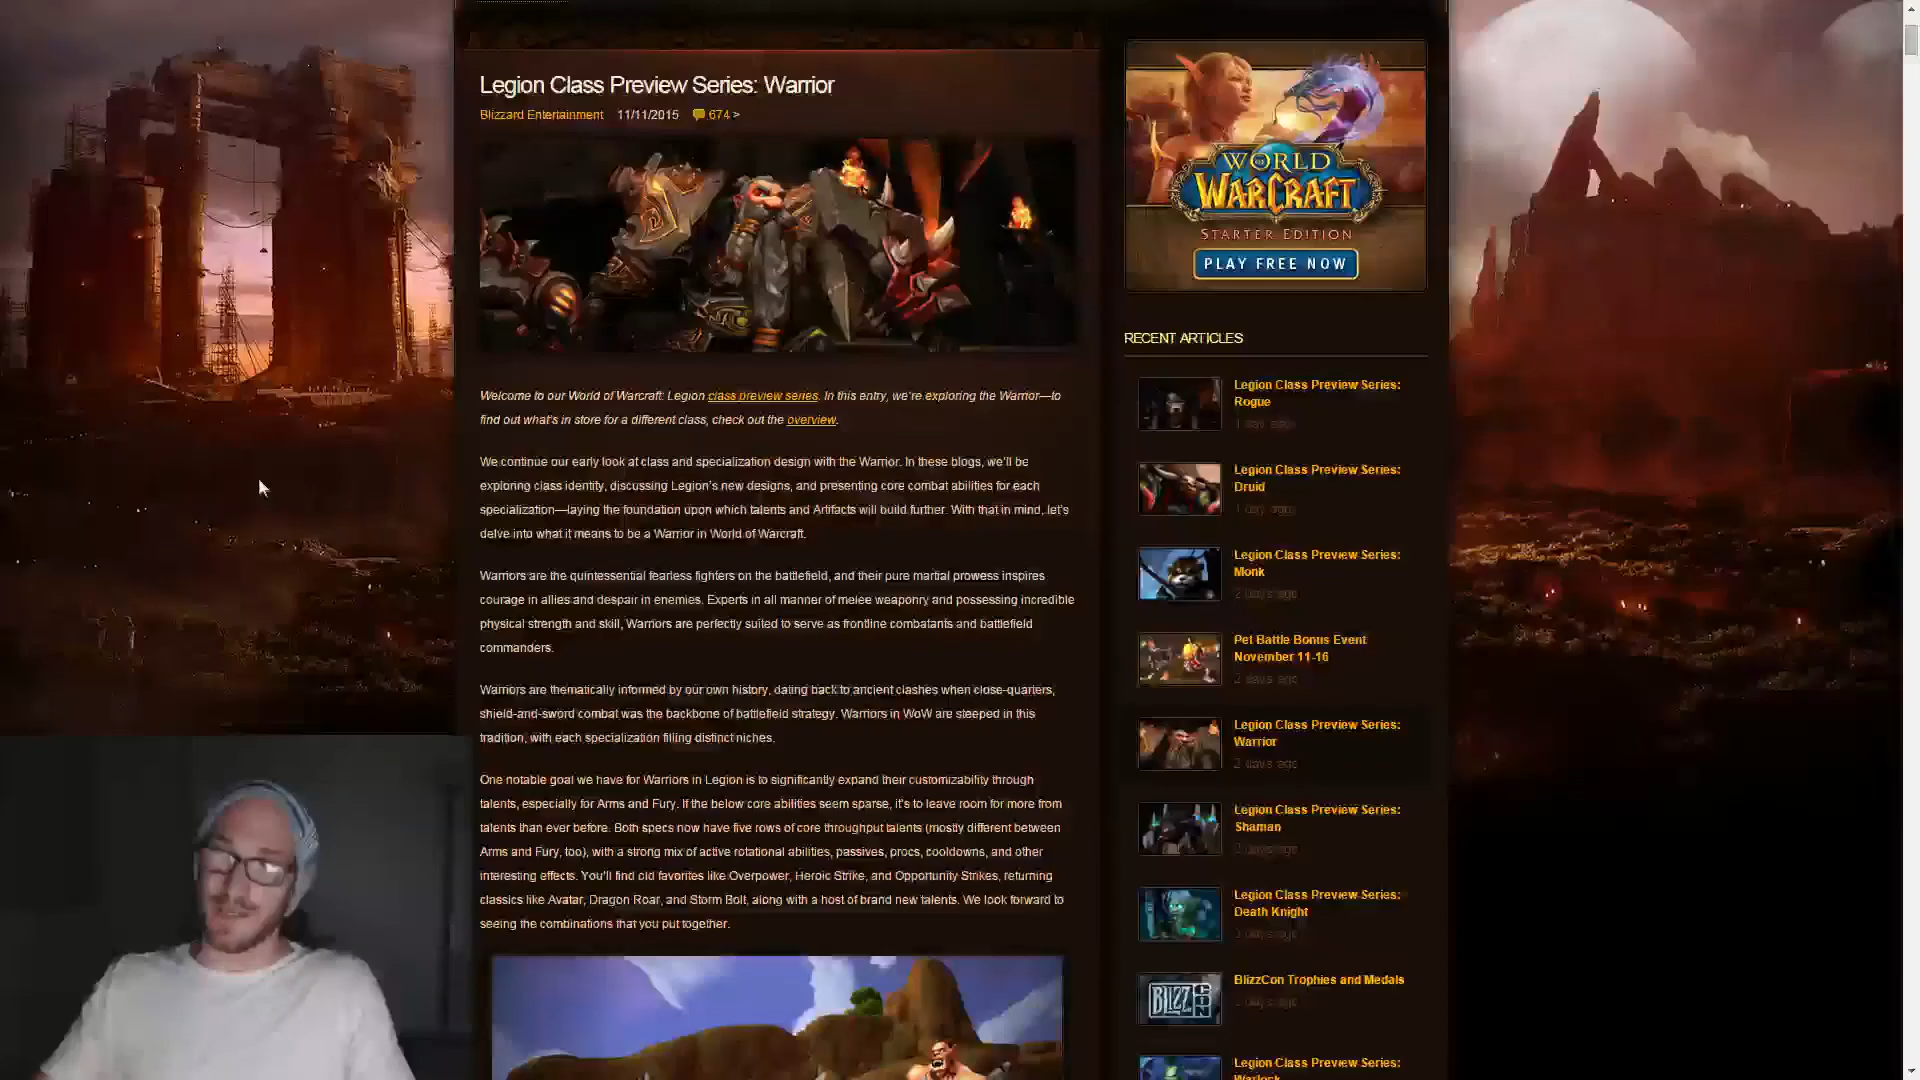 Legion Class Preview Series: Warrior
Blizzard Entertainment 11/11/2015 674 >
Welcome to our World of Warcraft: Legion class preview series. In this entry, we're exploring the Warrior—to
find out what's in store for a different class, check out the overview.
We continue our early look at class and specialization design with the Warrior. In these blogs, we'll be
exploring class identity, discussing Legion's new designs, and presenting core combat abilities for each
specialization—laying the foundation upon which talents and Artifacts will build further. With that in mind, let's
delve into what it means to be a Warrior in World of Warcraft.
Warriors are the quintessential fearless fighters on the battlefield, and their pure martial prowess inspires
courage in allies and despair in enemies. Experts in all manner of melee weaponry, and possessing incredible
physical strength and skill, Warriors are perfectly suited to serve as frontline combatants and battlefield
commanders.
Warriors are thematically informed by our own history, dating back to ancient clashes when close-quarters,
shield-and-sword combat was the backbone of battlefield strategy. Warriors in WoW are steeped in this
tradition, with each specialization filling distinct niches.
One notable goal we have for Warriors in Legion is to significantly expand their customizability through
talents, especially for Arms and Fury. If the below core abilities seem sparse, it's to leave room for more from
talents than ever before. Both specs now have five rows of core throughput talents (mostly different between
Arms and Fury, too), with a strong mix of active rotational abilities, passives, procs, cooldowns, and other
interesting effects. You'll find old favorites like Overpower, Heroic Strike, and Opportunity Strikes, returning
classics like Avatar, Dragon Roar, and Storm Bolt, along with a host of brand new talents. We look forward to
seeing the combinations that you put together.
WORLD
WARCRAFT
STARTER EDITION
PLAY FREE NOW
RECENT ARTICLES
Legion Class Preview Series:
Rogue
1 day ago
Legion Class Preview Series:
Druid
1 day ago
Legion Class Preview Series:
Monk
2 days ago
Pet Battle Bonus Event
November 11-16
2 days ago
Legion Class Preview Series:
Warrior
2 days ago
Legion Class Preview Series:
Shaman
Legion Class Preview Series:
Death Knight
BLIZZ CON
BlizzCon Trophies and Medals
Legion Class Preview Series:
Warlock